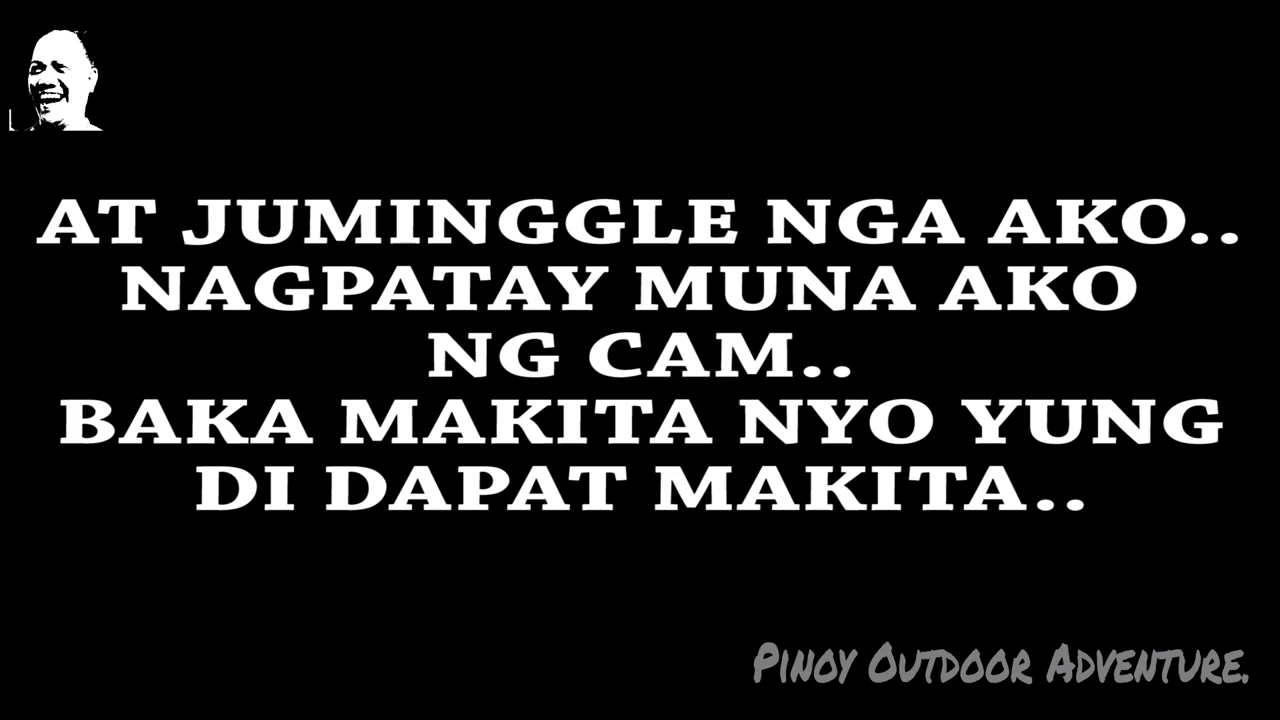 AT JUMINGGLE NGA AKO..
NAGPATAY MUNA AKO
NG CAM..
BAKA MAKITA NYO YUNG
DI DAPAT MAKITA..
PINOY OUTDOOR ADVENTURE.